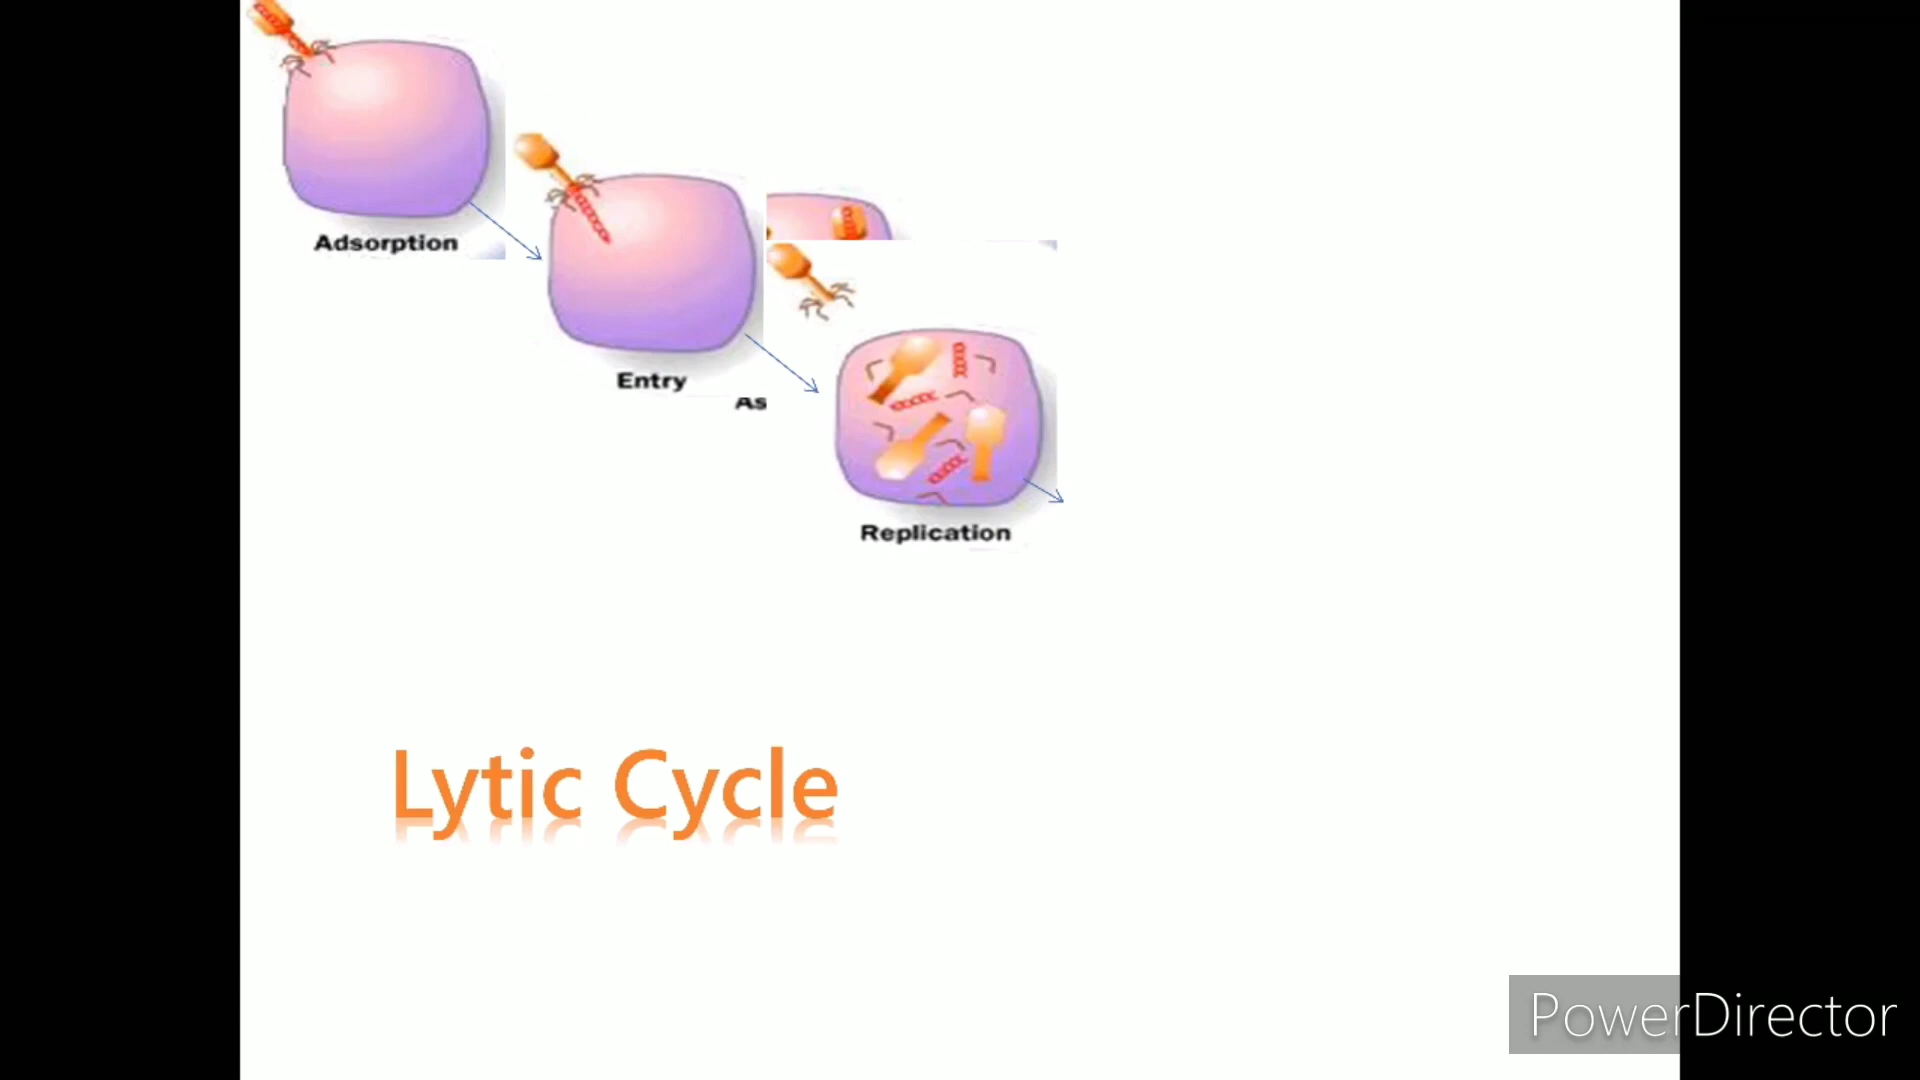 Adsorption
Entry
As
Replication
Lytic Cycle
PowerDirector